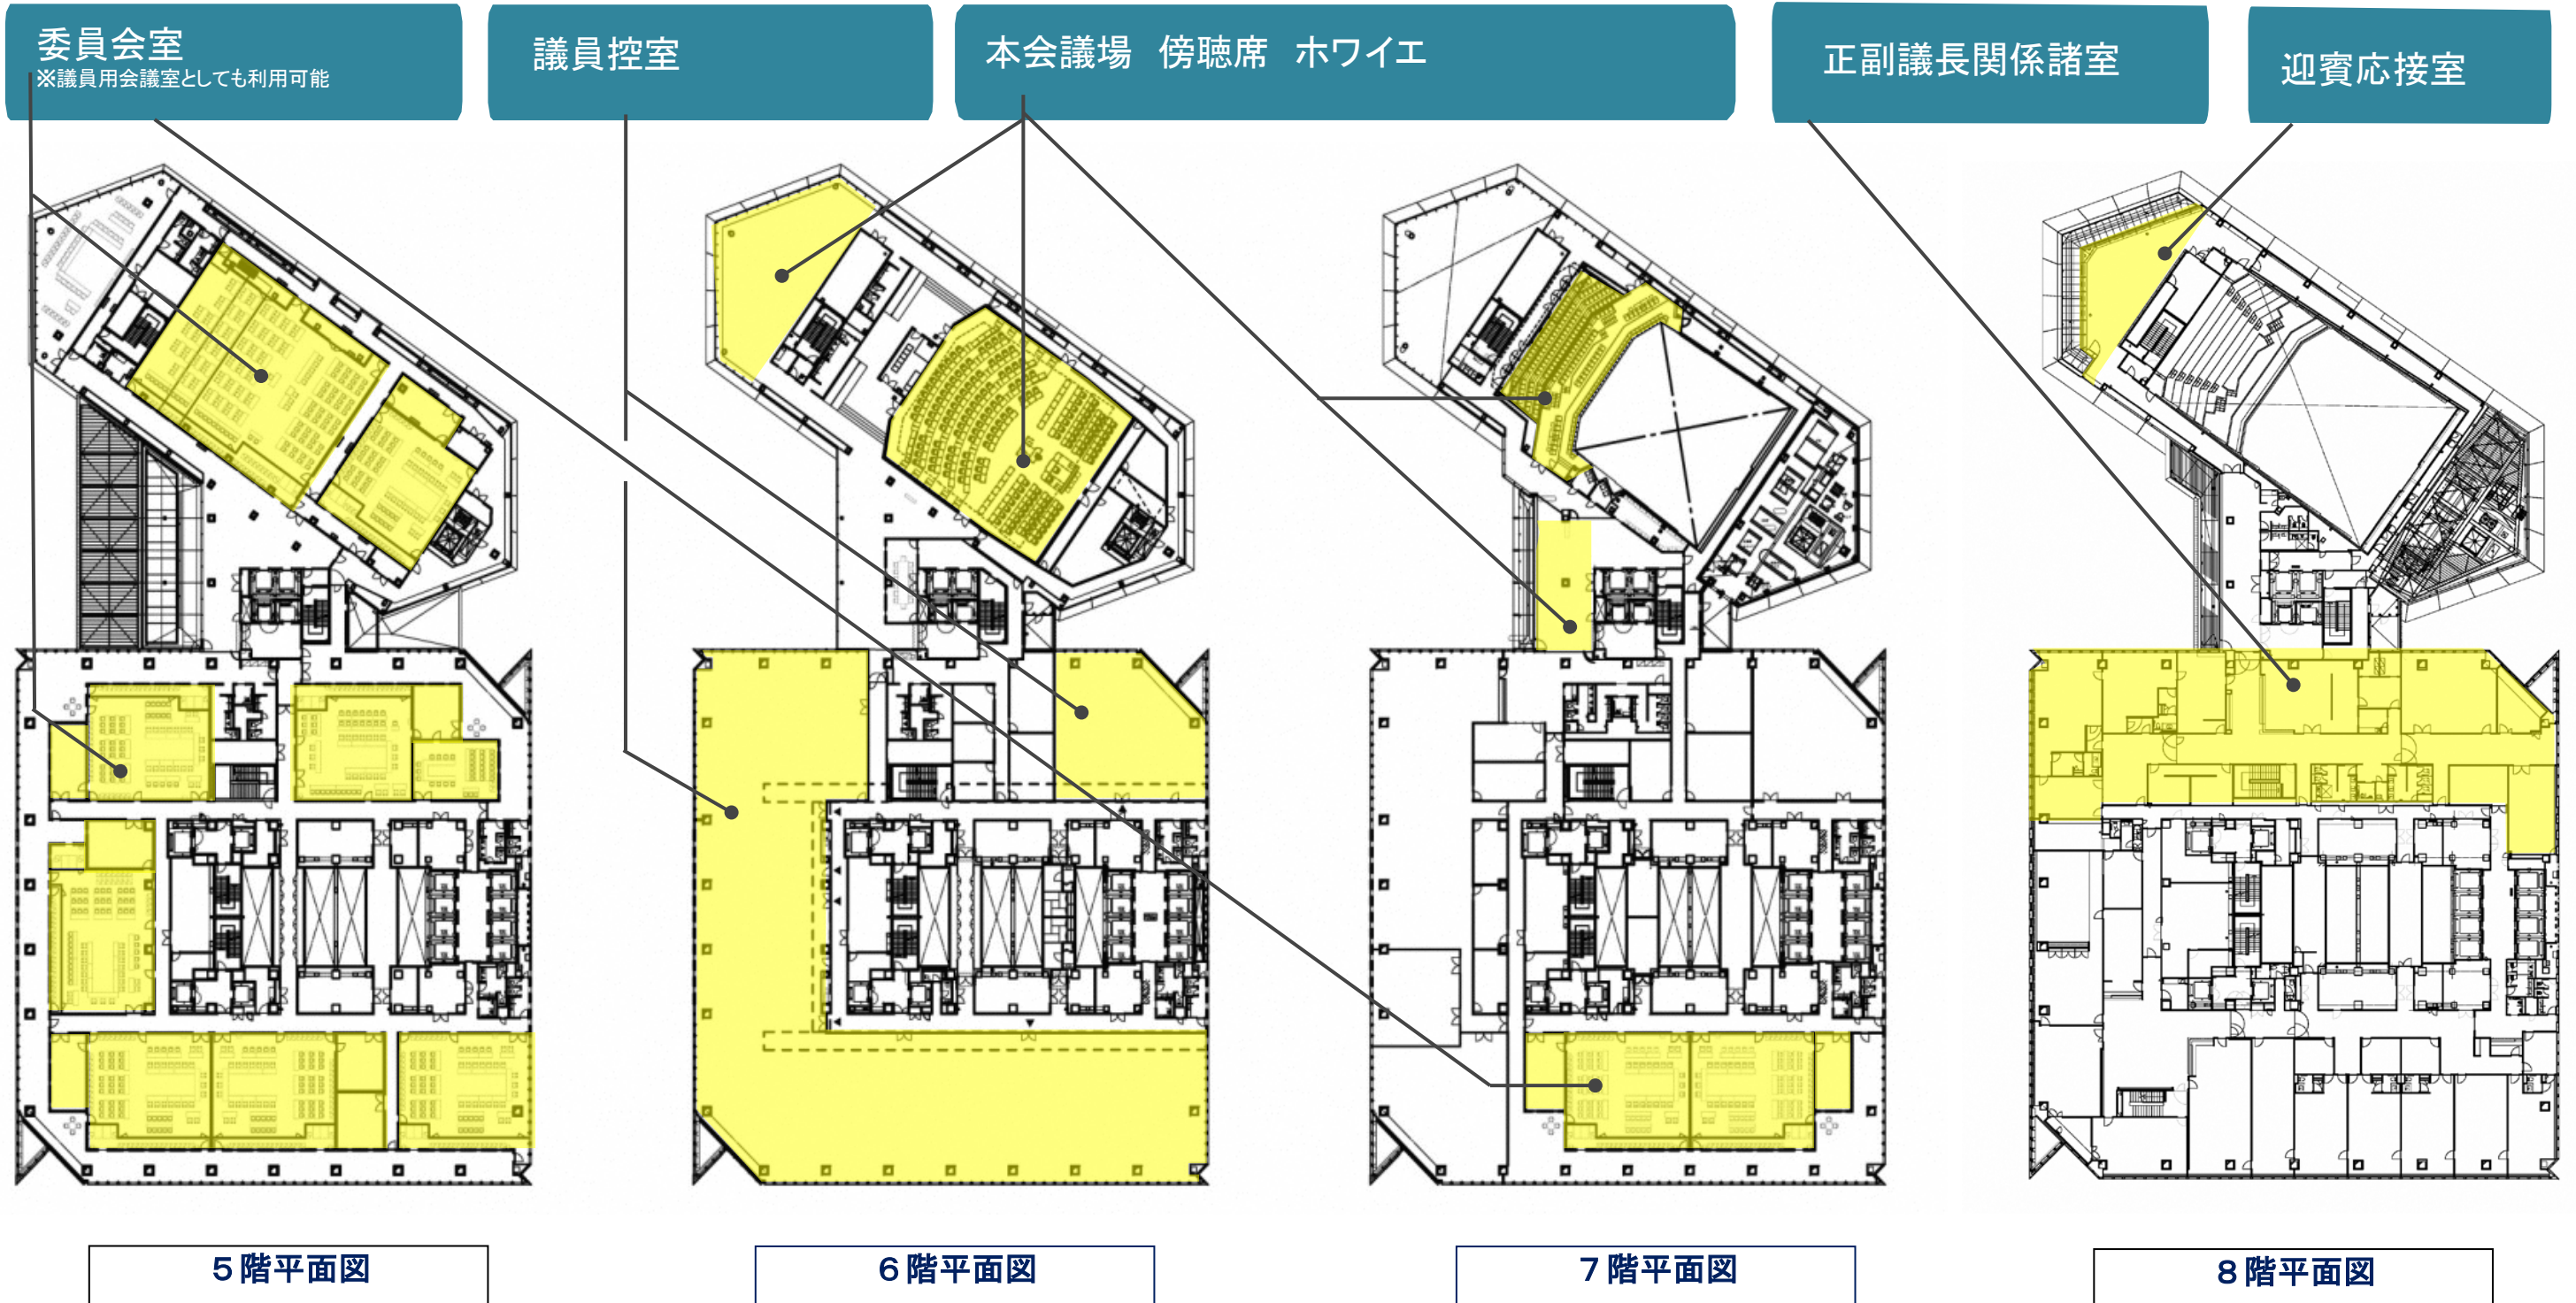 委員会室
※議員用会議室としても利用可能
議員控室
本会議場　傍聴席　ホワイエ
正副議長関係諸室
迎賓応接室
５階平面図
６階平面図
７階平面図
８階平面図